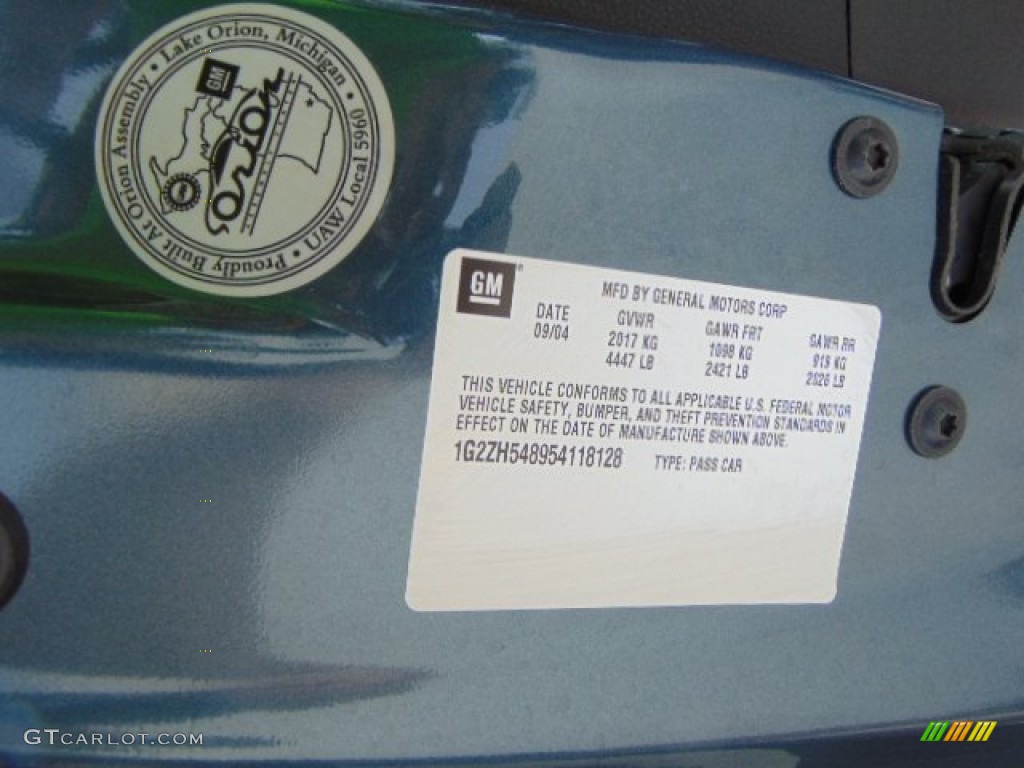 Proudly Built At Orion Assembly • Lake Orion, Michigan • UAW Local 5960 •
GM
orion
GM
MFD BY GENERAL MOTORS CORP
DATE GVWR GAWR FRT GAWR RR
09/04 2017 KG 1098 KG 919 KG
4447 LB 2421 LB 2026 LB
THIS VEHICLE CONFORMS TO ALL APPLICABLE U.S. FEDERAL MOTOR
VEHICLE SAFETY, BUMPER, AND THEFT PREVENTION STANDARDS IN
EFFECT ON THE DATE OF MANUFACTURE SHOWN ABOVE.
1G2ZH548954118128 TYPE: PASS CAR
GTCARLOT.COM